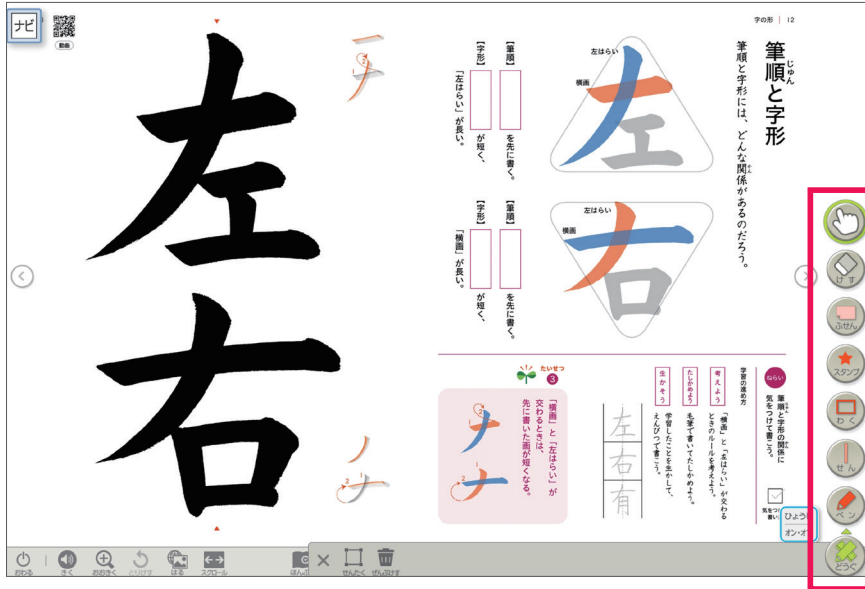 ナビ
動画
字の形 | 12
筆順と字形
じゅん
筆順と字形には、どんな関係があるのだろう。
かん
左はらい
横画
左
【筆順】
を先に書く。
【字形】
が短く、
「左はらい」が長い。
左はらい
横画
右
【筆順】
を先に書く。
【字形】
が短く、
「横画」が長い。
ねらい
筆順と字形の関係に
気をつけて書こう。
学習の進め方
考えよう
「横画」と「左はらい」が交わる
ときのルールを考えよう。
たしかめよう
毛筆で書いてたしかめよう。
生かそう
学習したことを生かして、
えんぴつで書こう。
左
右
有
たいせつ
3
「横画」と「左はらい」が
交わるときは、
先に書いた画が短くなる。
1
2
1
2
左
右
1
2
1
2
けす
ふせん
スタンプ
わく
せん
ペン
どうぐ
おわる
きく
おおきく
とりけす
はる
スクロール
せんたく
ぜんぶけす